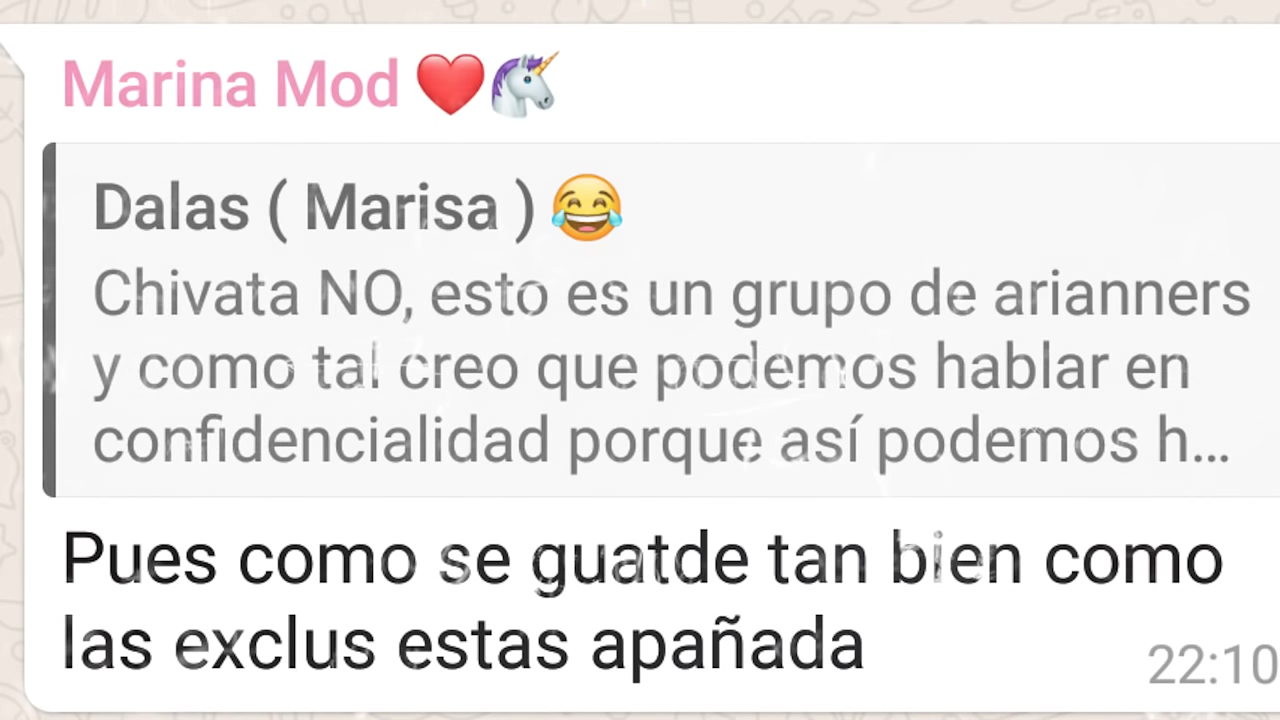 Marina Mod ❤️🦄
Dalas ( Marisa ) 😂
Chivata NO, esto es un grupo de arianners
y como tal creo que podemos hablar en
confidencialidad porque así podemos h...
Pues como se guatde tan bien como
las exclus estas apañada
22:10